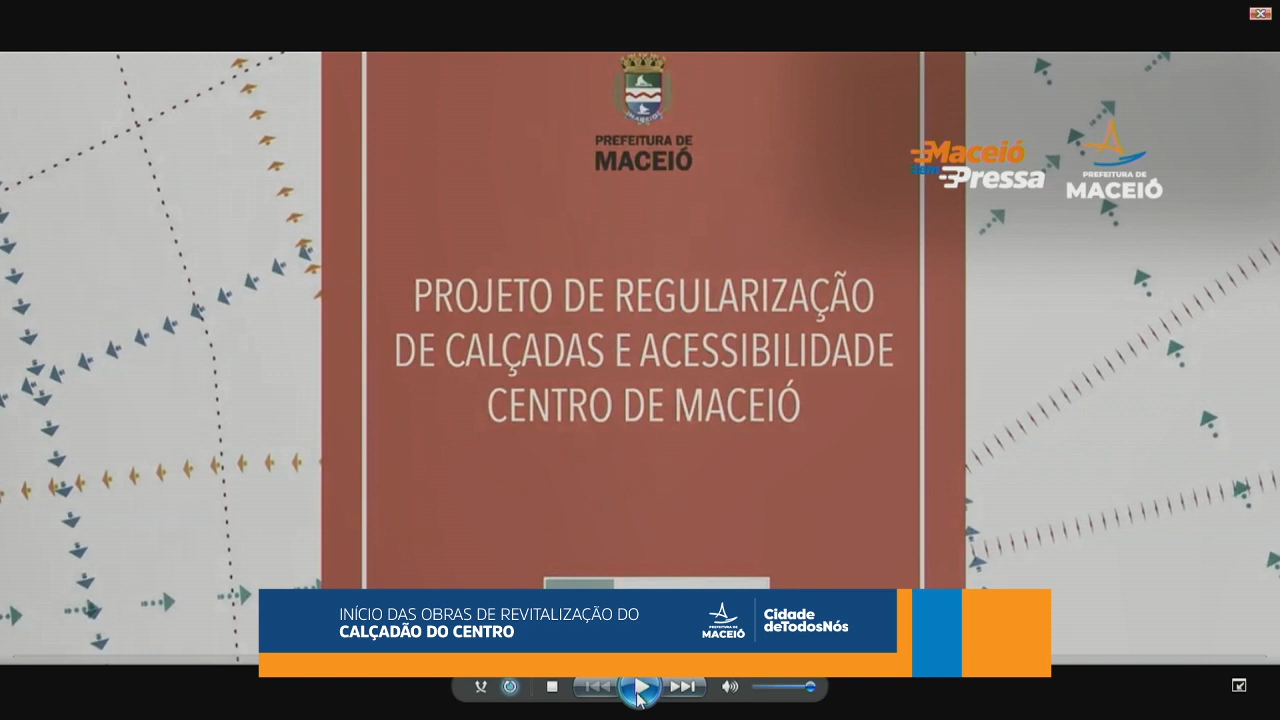 PREFEITURA DE
MACEIÓ
Maceió
com
Pressa
PREFEITURA DE
MACEIÓ
PROJETO DE REGULARIZAÇÃO
DE CALÇADAS E ACESSIBILIDADE
CENTRO DE MACEIÓ
INÍCIO DAS OBRAS DE REVITALIZAÇÃO DO
CALÇADÃO DO CENTRO
PREFEITURA DE
MACEIÓ
Cidade
deTodosNós